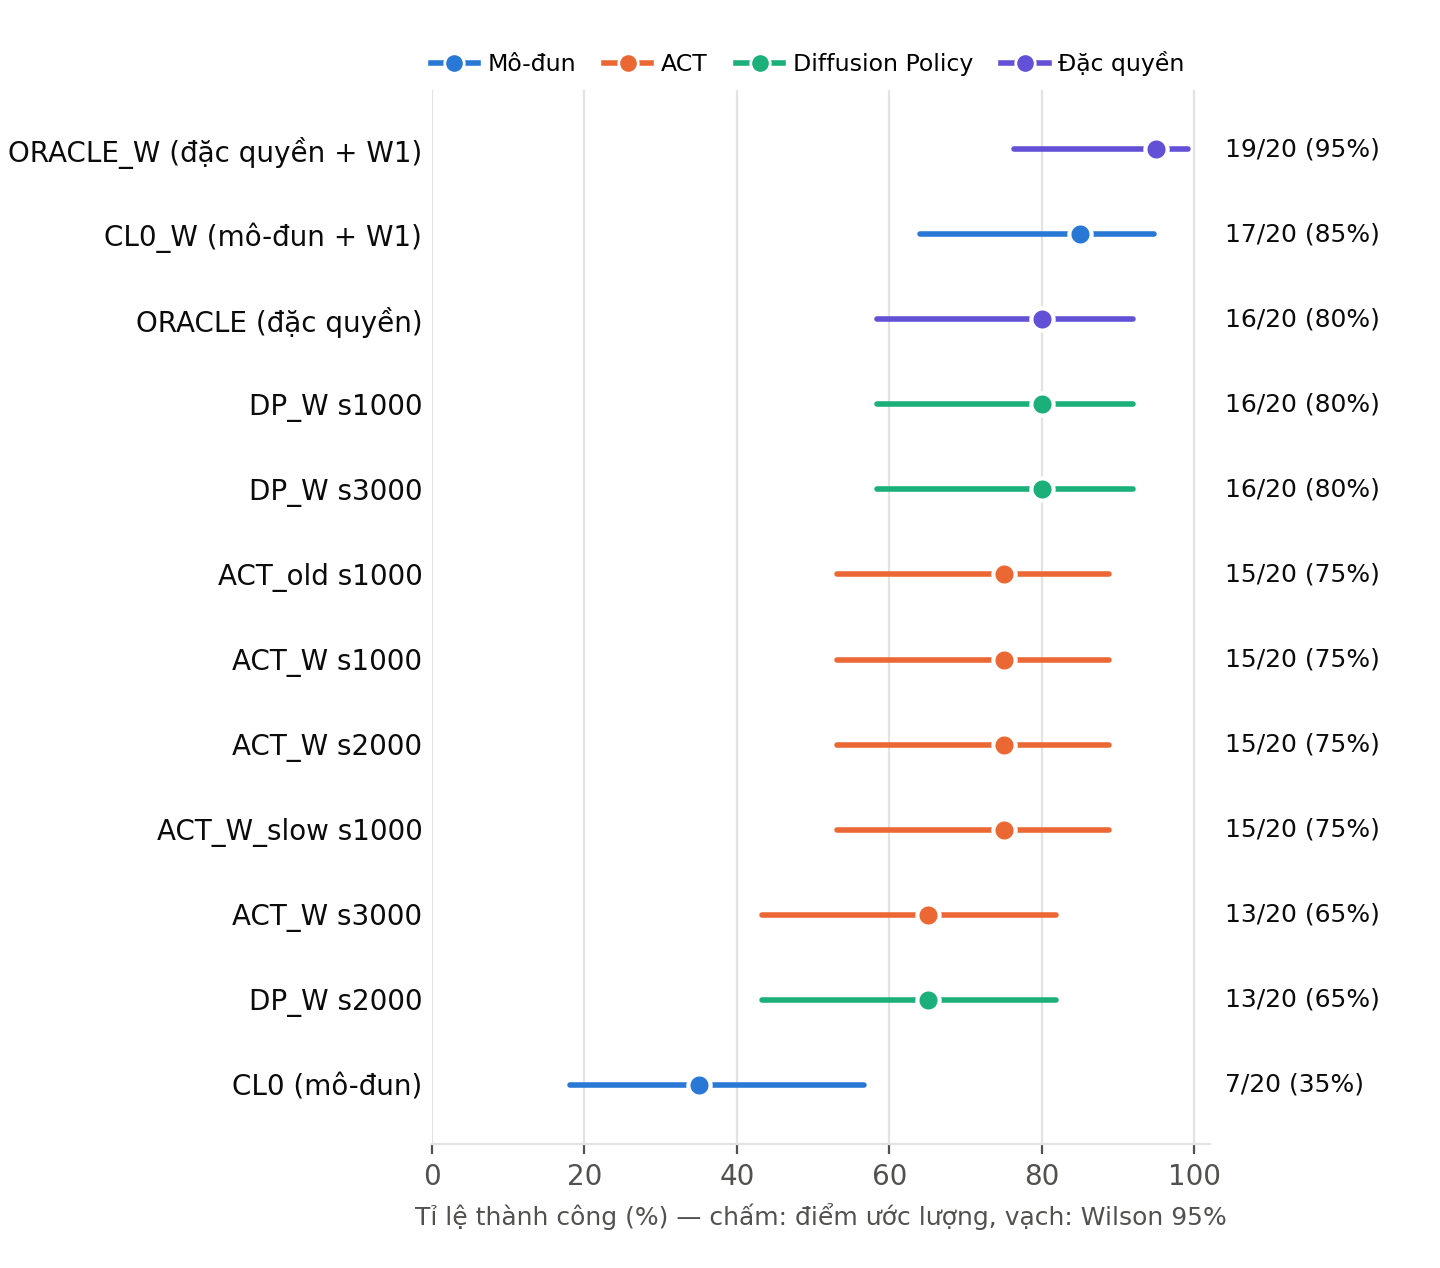 Mô-đun ACT Diffusion Policy Đặc quyền
ORACLE_W (đặc quyền + W1) 19/20 (95%)
CL0_W (mô-đun + W1) 17/20 (85%)
ORACLE (đặc quyền) 16/20 (80%)
DP_W s1000 16/20 (80%)
DP_W s3000 16/20 (80%)
ACT_old s1000 15/20 (75%)
ACT_W s1000 15/20 (75%)
ACT_W s2000 15/20 (75%)
ACT_W_slow s1000 15/20 (75%)
ACT_W s3000 13/20 (65%)
DP_W s2000 13/20 (65%)
CL0 (mô-đun) 7/20 (35%)
0 20 40 60 80 100
Tỉ lệ thành công (%) — chấm: điểm ước lượng, vạch: Wilson 95%